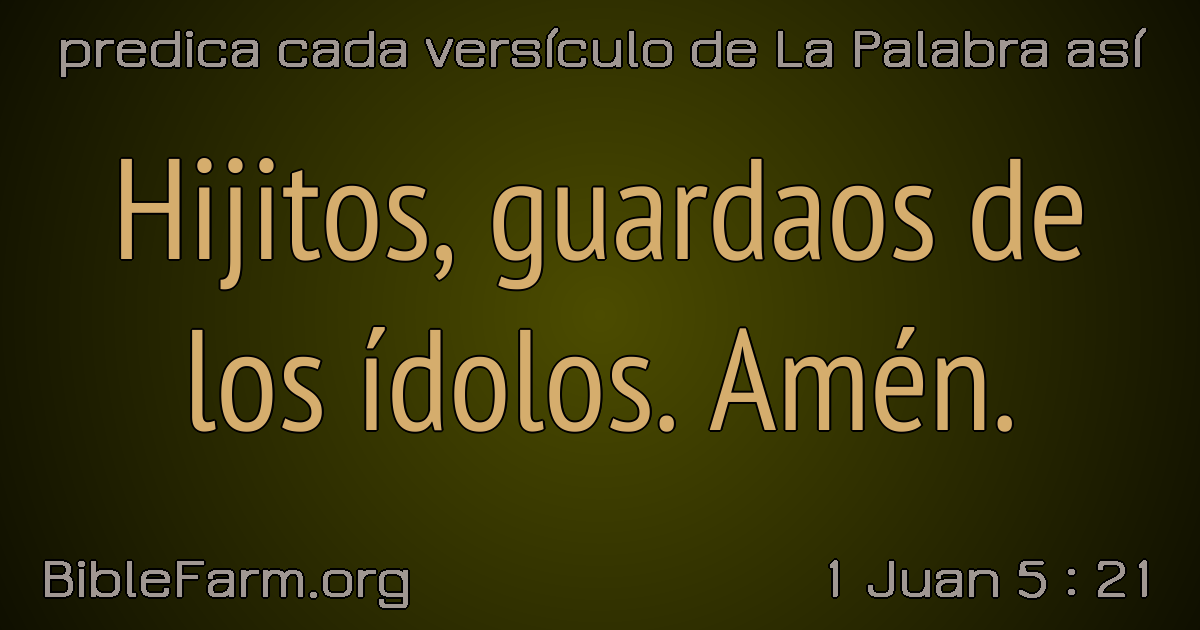 predica cada versículo de La Palabra así
Hijitos, guardaos de
los ídolos. Amén.
BibleFarm.org
1 Juan 5 : 21